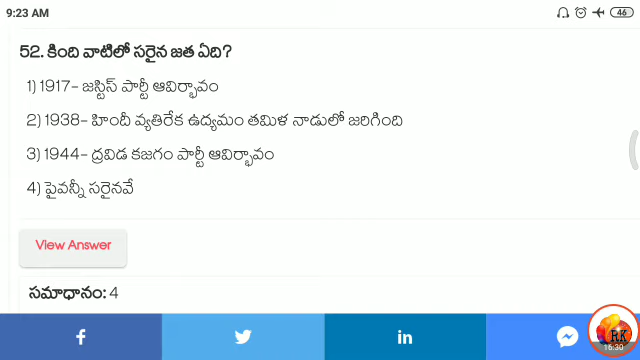 9:23 AM
46
52. కింది వాటిలో సరైన జత ఏది?
1) 1917– జస్టిస్ పార్టీ ఆవిర్భావం
2) 1938– హిందీ వ్యతిరేక ఉద్యమం తమిళ నాడులో జరిగింది
3) 1944– ద్రవిడ కజగం పార్టీ ఆవిర్భావం
4) పైవన్నీ సరైనవే
View Answer
సమాధానం: 4
f
in
RK
16:30